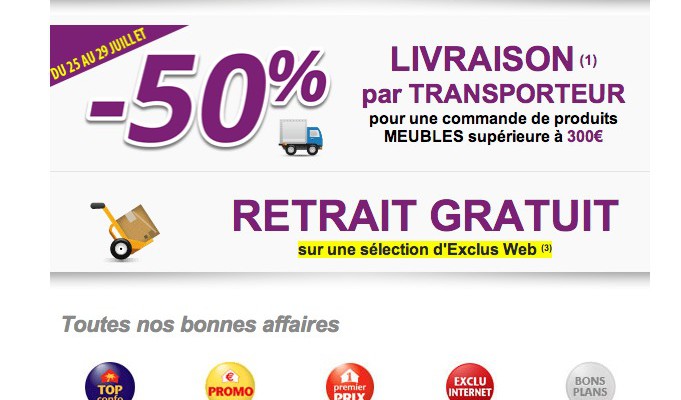 DU 25 AU 29 JUILLET
-50%
LIVRAISON (1)
par TRANSPORTEUR
pour une commande de produits
MEUBLES supérieure à 300€
RETRAIT GRATUIT
sur une sélection d'Exclus Web (3)
Toutes nos bonnes affaires
TOP
confo
€
PROMO
1
premier
PRIX
EXCLU
INTERNET
BONS
PLANS